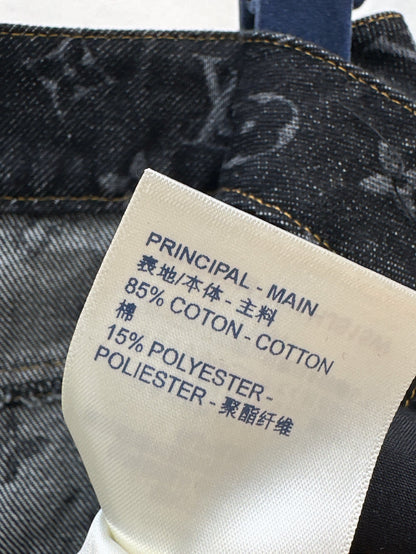 PRINCIPAL - MAIN
表地/本体 - 主料
85% COTON - COTTON
棉
15% POLYESTER -
POLIESTER - 聚酯纤维